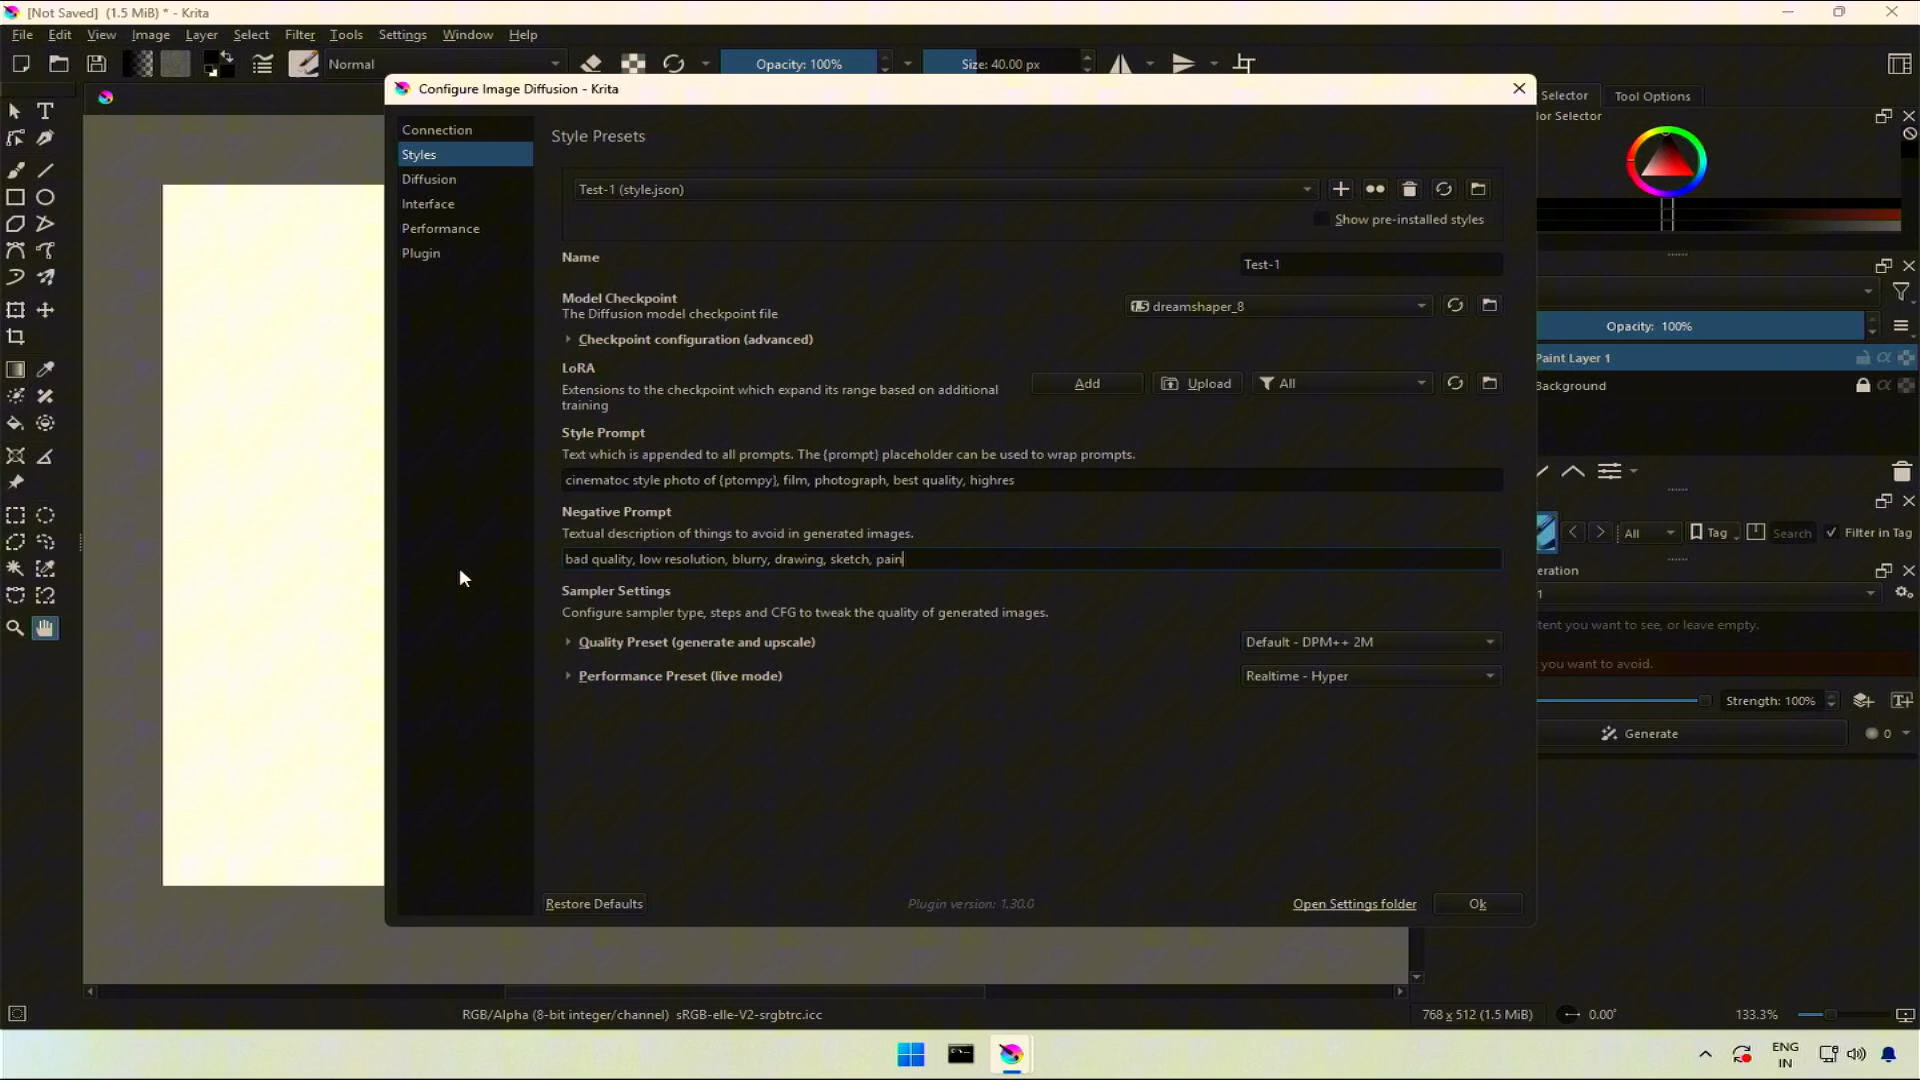 [Not Saved]  (1.5 MiB) * - Krita
File Edit View Image Layer Select Filter Tools Settings Window Help
Normal
Opacity: 100%
Size: 40.00 px
Configure Image Diffusion - Krita
Selector
Tool Options
lor Selector
Connection
Styles
Diffusion
Interface
Performance
Plugin
Style Presets
Test-1 (style.json)
Show pre-installed styles
Name
Test-1
Model Checkpoint
The Diffusion model checkpoint file
1.5 dreamshaper_8
Checkpoint configuration (advanced)
LoRA
Extensions to the checkpoint which expand its range based on additional
training
Add
Upload
All
Style Prompt
Text which is appended to all prompts. The {prompt} placeholder can be used to wrap prompts.
cinematoc style photo of {ptompy}, film, photograph, best quality, highres
Negative Prompt
Textual description of things to avoid in generated images.
bad quality, low resolution, blurry, drawing, sketch, pain
Sampler Settings
Configure sampler type, steps and CFG to tweak the quality of generated images.
Quality Preset (generate and upscale)
Default - DPM++ 2M
Performance Preset (live mode)
Realtime - Hyper
Restore Defaults
Plugin version: 1.30.0
Open Settings folder
Ok
Opacity:  100%
Paint Layer 1
Background
All
Tag
Search
Filter in Tag
eration
1
tent you want to see, or leave empty.
you want to avoid.
Strength: 100%
Generate
0
RGB/Alpha (8-bit integer/channel)  sRGB-elle-V2-srgbtrc.icc
768 x 512 (1.5 MiB)
0.00°
133.3%
ENG
IN